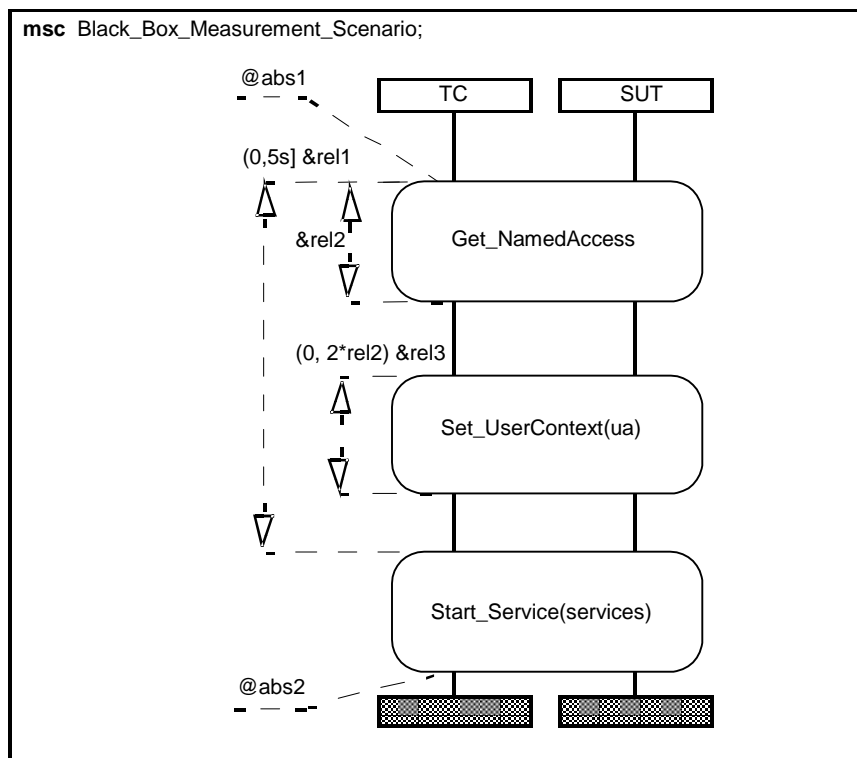 msc Black_Box_Measurement_Scenario;
@abs1
TC
SUT
(0,5s] &rel1
&rel2
Get_NamedAccess
(0, 2*rel2) &rel3
Set_UserContext(ua)
Start_Service(services)
@abs2